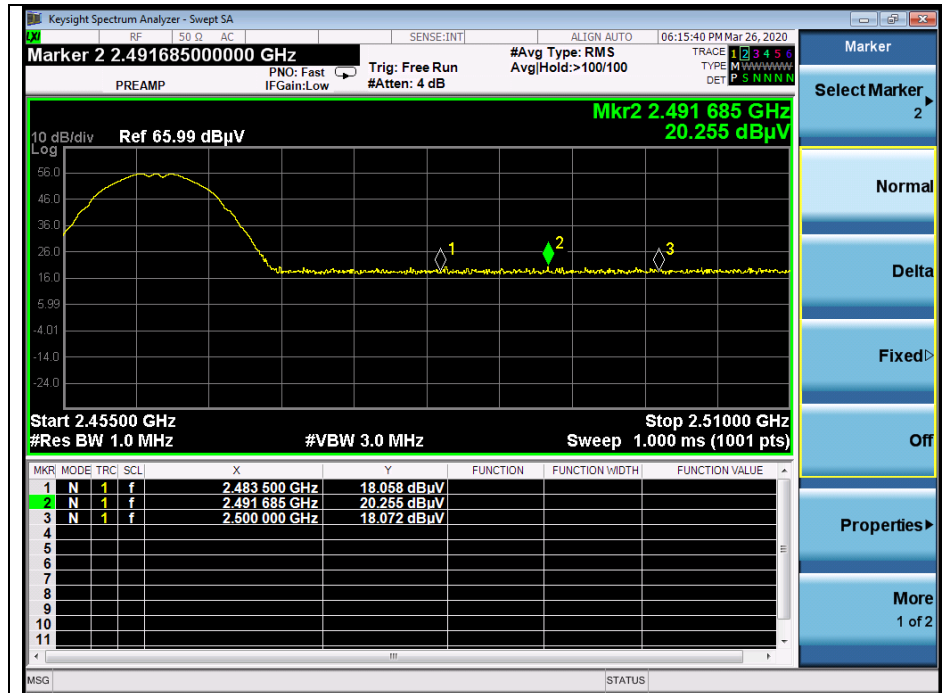 Keysight Spectrum Analyzer - Swept SA
LXI RF 50 Ω AC SENSE:INT ALIGN AUTO 06:15:40 PM Mar 26, 2020
Marker 2 2.491685000000 GHz
PREAMP
PNO: Fast
IFGain:Low
Trig: Free Run
#Atten: 4 dB
#Avg Type: RMS
Avg|Hold:>100/100
TRACE 1 2 3 4 5 6
TYPE M W W W W W
DET P S N N N N
Mkr2 2.491 685 GHz
20.255 dBµV
10 dB/div Ref 65.99 dBµV
Log
56.0
46.0
36.0
26.0
16.0
5.99
-4.01
-14.0
-24.0
1
2
3
Start 2.45500 GHz Stop 2.51000 GHz
#Res BW 1.0 MHz #VBW 3.0 MHz Sweep 1.000 ms (1001 pts)
MKR MODE TRC SCL X Y FUNCTION FUNCTION WIDTH FUNCTION VALUE
1 N 1 f 2.483 500 GHz 18.058 dBµV
2 N 1 f 2.491 685 GHz 20.255 dBµV
3 N 1 f 2.500 000 GHz 18.072 dBµV
4
5
6
7
8
9
10
11
MSG STATUS
Marker
Select Marker
2
Normal
Delta
Fixed
Off
Properties
More
1 of 2